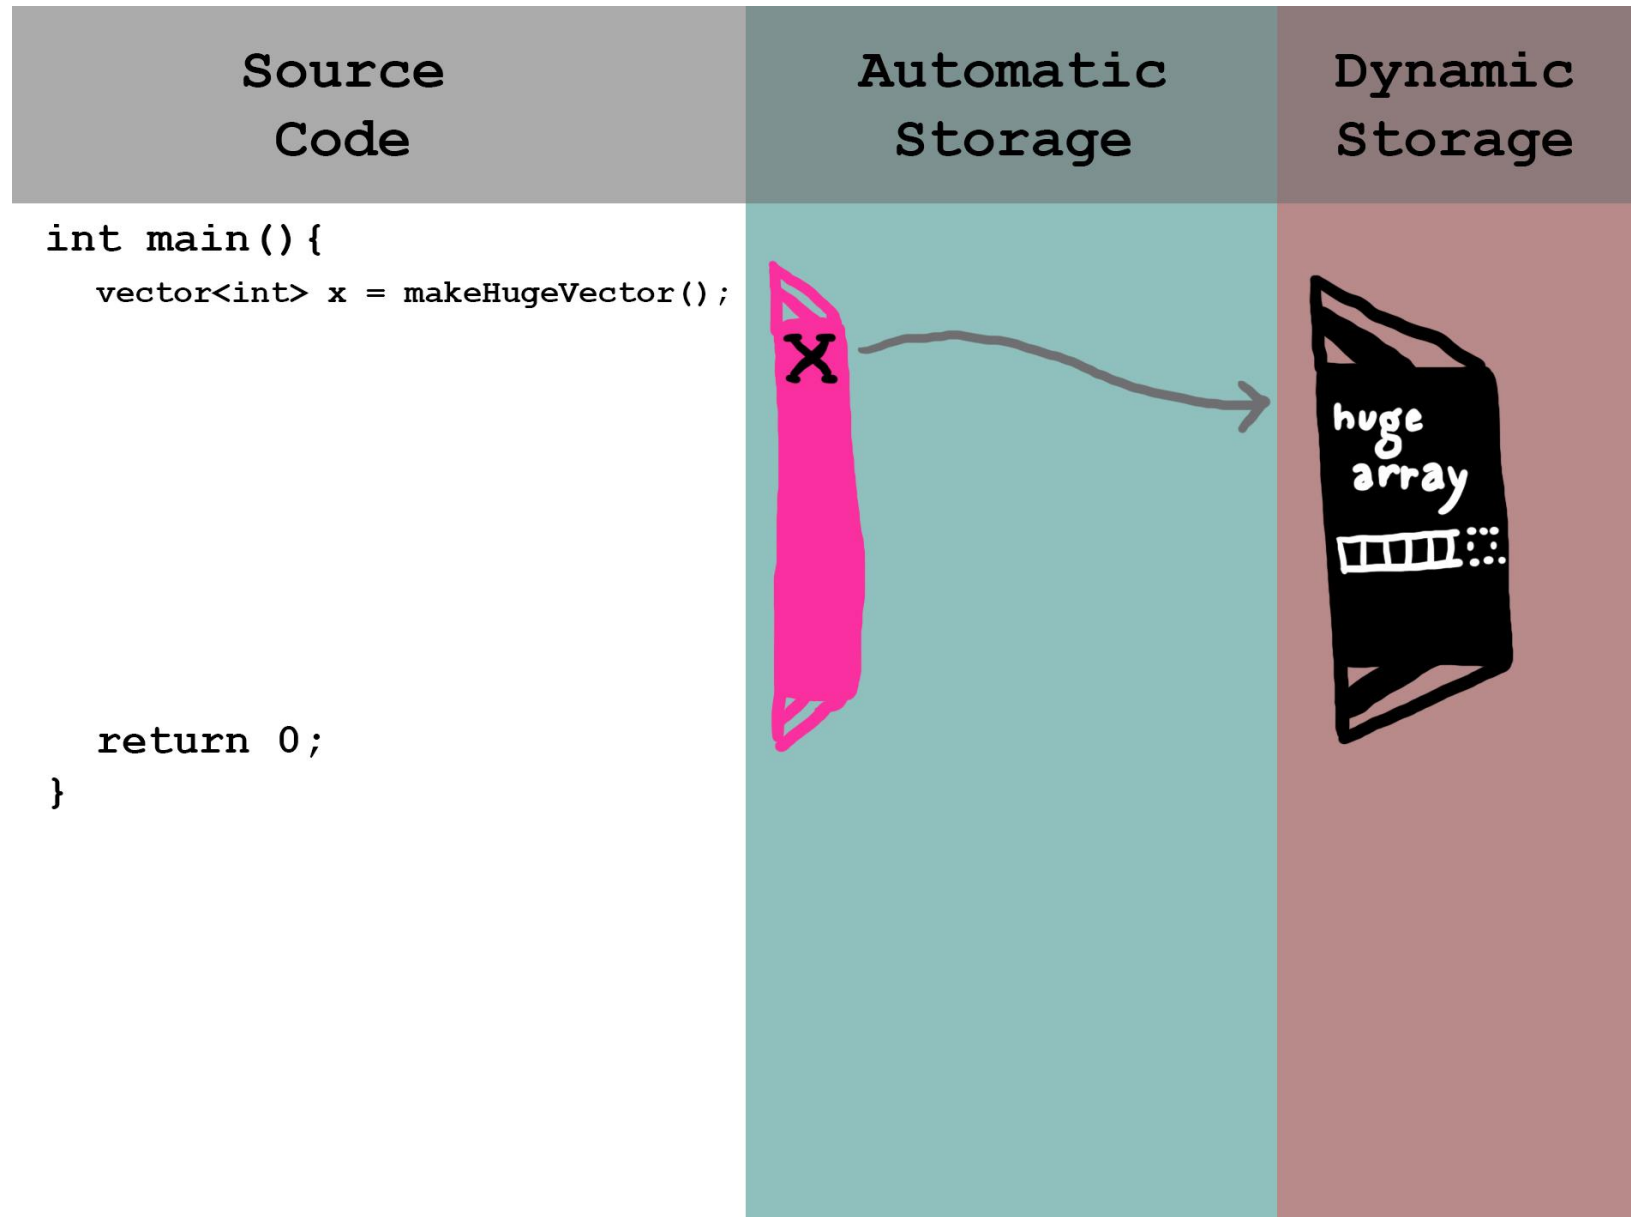 Source
Code
Automatic
Storage
Dynamic
Storage
int main(){
vector<int> x = makeHugeVector();
return 0;
}
x
huge
array